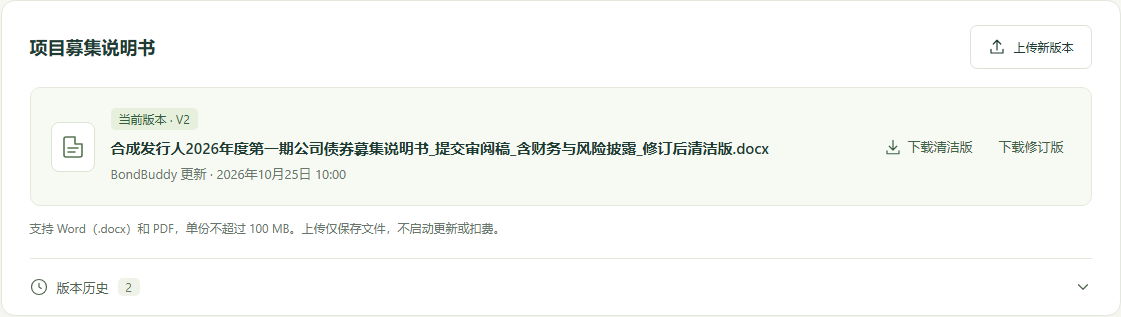 项目募集说明书
上传新版本
当前版本 · V2
合成发行人2026年度第一期公司债券募集说明书_提交审阅稿_含财务与风险披露_修订后清洁版.docx
下载清洁版
下载修订版
BondBuddy 更新 · 2026年10月25日 10:00
支持 Word（.docx）和 PDF，单份不超过 100 MB。上传仅保存文件，不启动更新或扣费。
版本历史 2